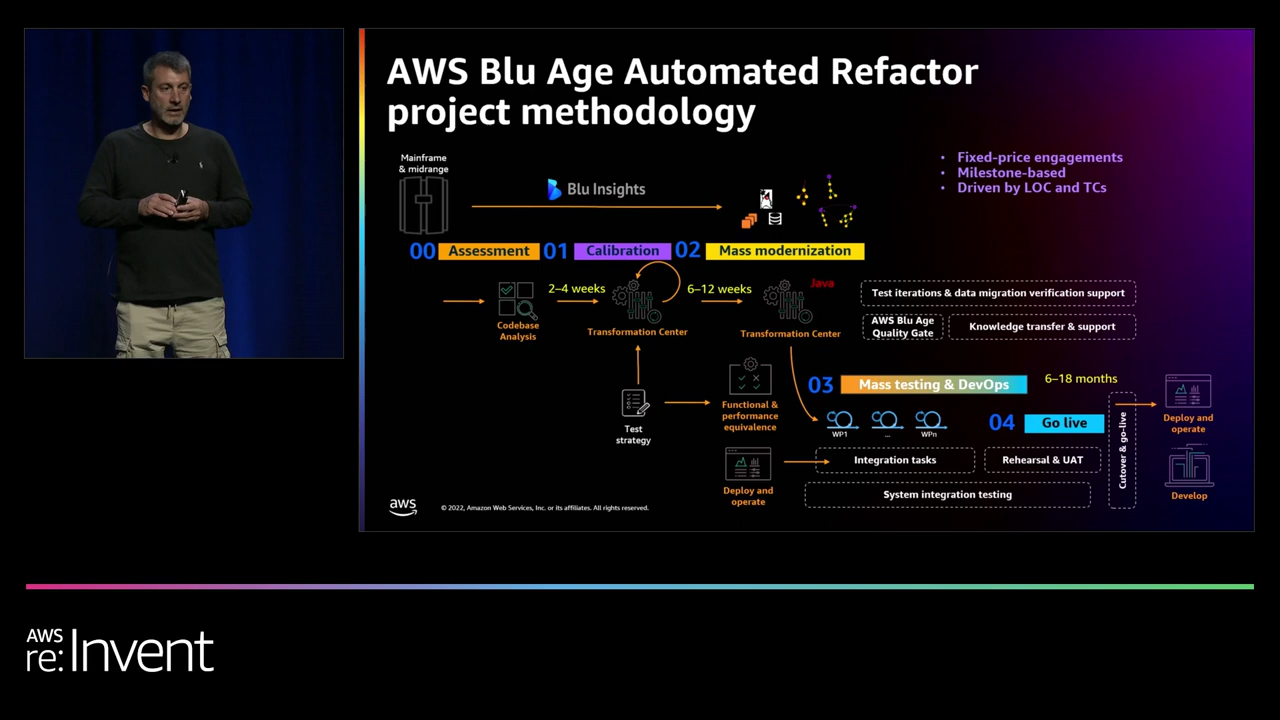 AWS Blu Age Automated Refactor
project methodology
Mainframe
& midrange
Blu Insights
• Fixed-price engagements
• Milestone-based
• Driven by LOC and TCs
00 Assessment 01 Calibration 02 Mass modernization
2–4 weeks
6–12 weeks
Java
Codebase
Analysis
Transformation Center
Transformation Center
Test iterations & data migration verification support
AWS Blu Age
Quality Gate
Knowledge transfer & support
Test
strategy
Functional &
performance
equivalence
03 Mass testing & DevOps
6–18 months
WP1
...
WPn
04 Go live
Cutover & go-live
Deploy and
operate
Deploy and
operate
Integration tasks
Rehearsal & UAT
System integration testing
Develop
aws
© 2022, Amazon Web Services, Inc. or its affiliates. All rights reserved.
AWS
re:Invent